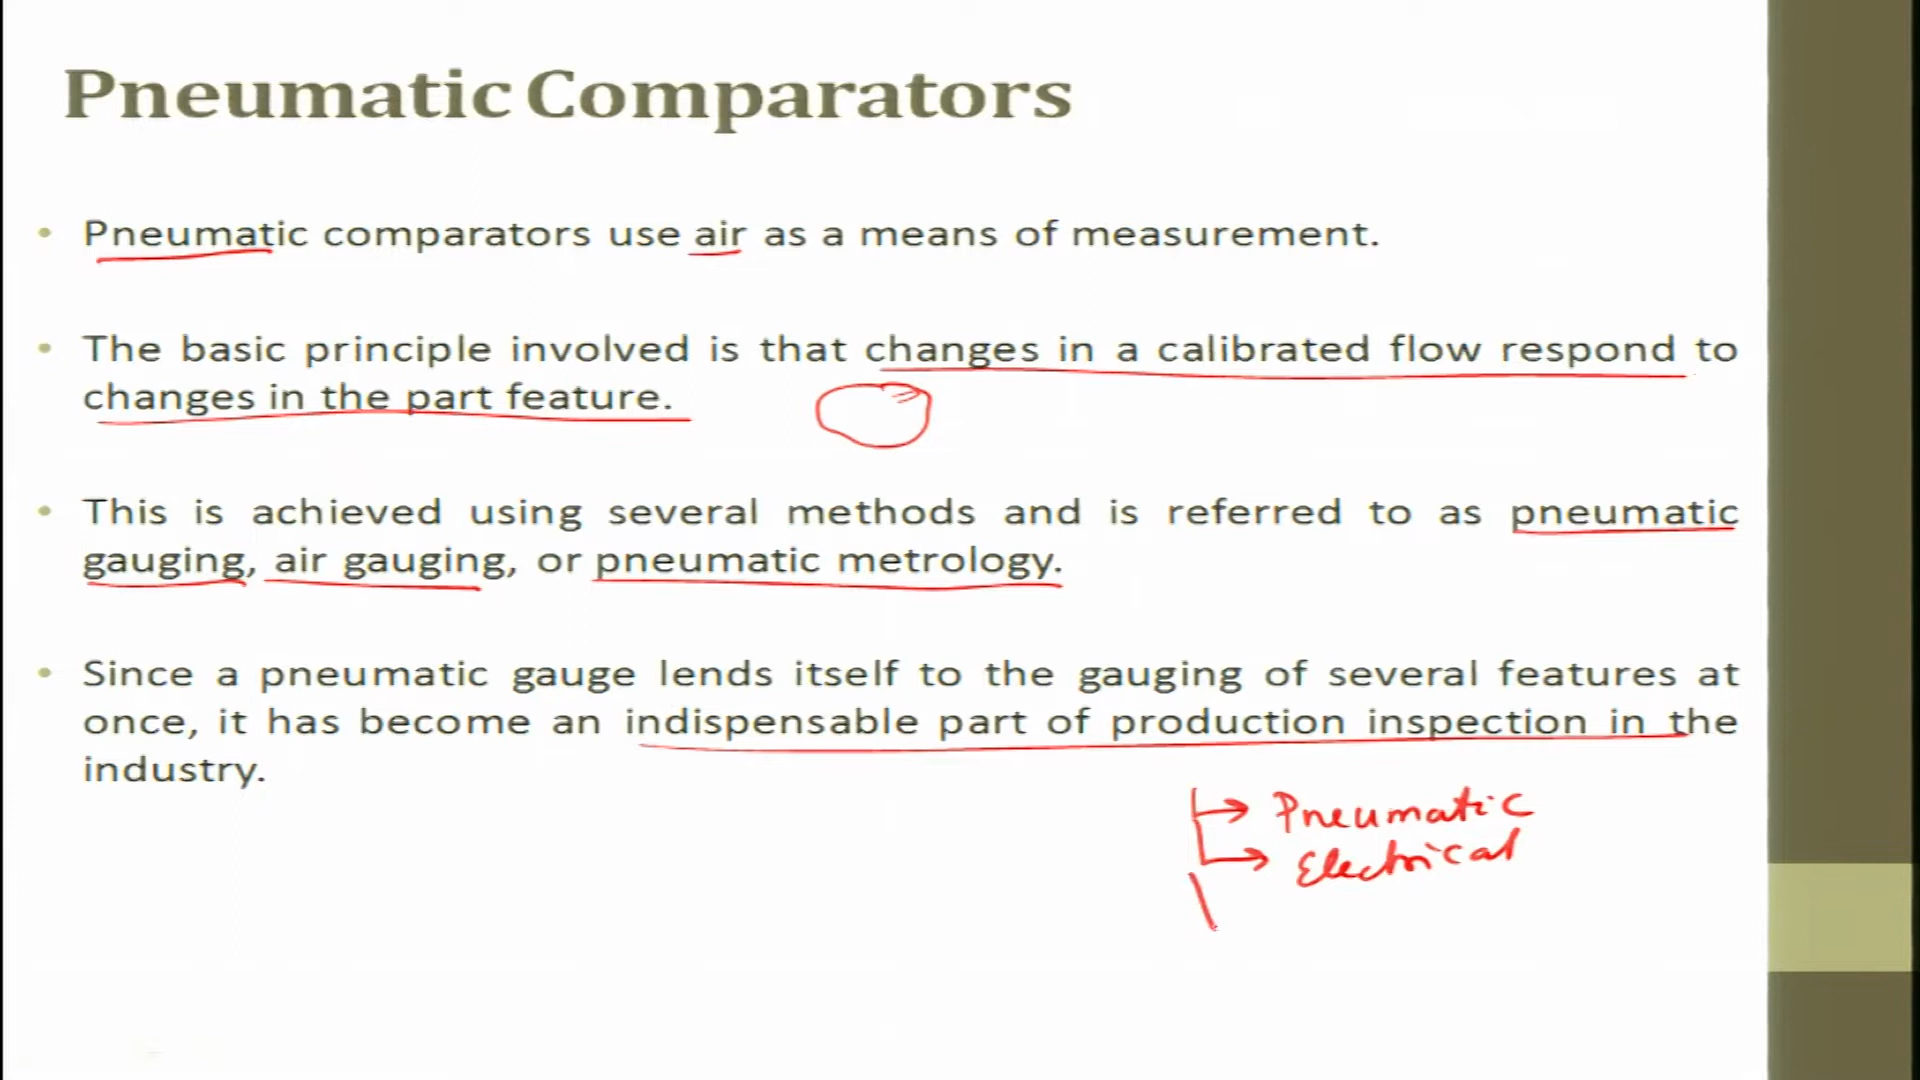 Pneumatic Comparators
• Pneumatic comparators use air as a means of measurement.
• The basic principle involved is that changes in a calibrated flow respond to
changes in the part feature.
• This is achieved using several methods and is referred to as pneumatic
gauging, air gauging, or pneumatic metrology.
• Since a pneumatic gauge lends itself to the gauging of several features at
once, it has become an indispensable part of production inspection in the
industry.
Pneumatic
Electrical